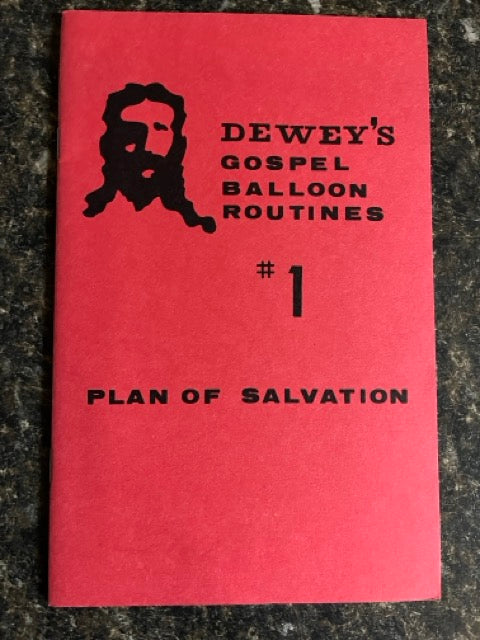 DEWEY'S
GOSPEL
BALLOON
ROUTINES
#1
PLAN OF SALVATION